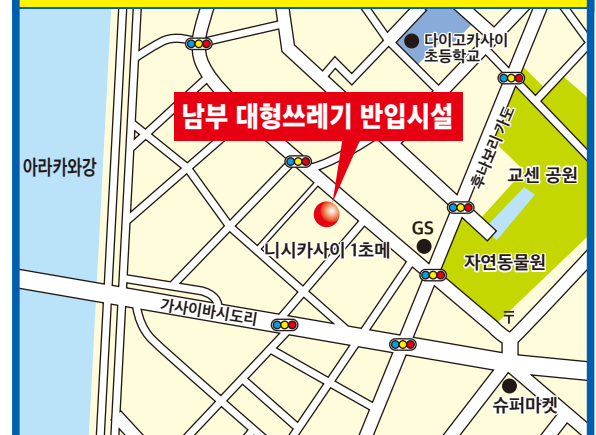 다이고카사이
초등학교
남부 대형쓰레기 반입시설
아라카와강
후나보리 가도
교센 공원
GS
니시카사이 1초메
자연동물원
가사이바시도리
〒
슈퍼마켓